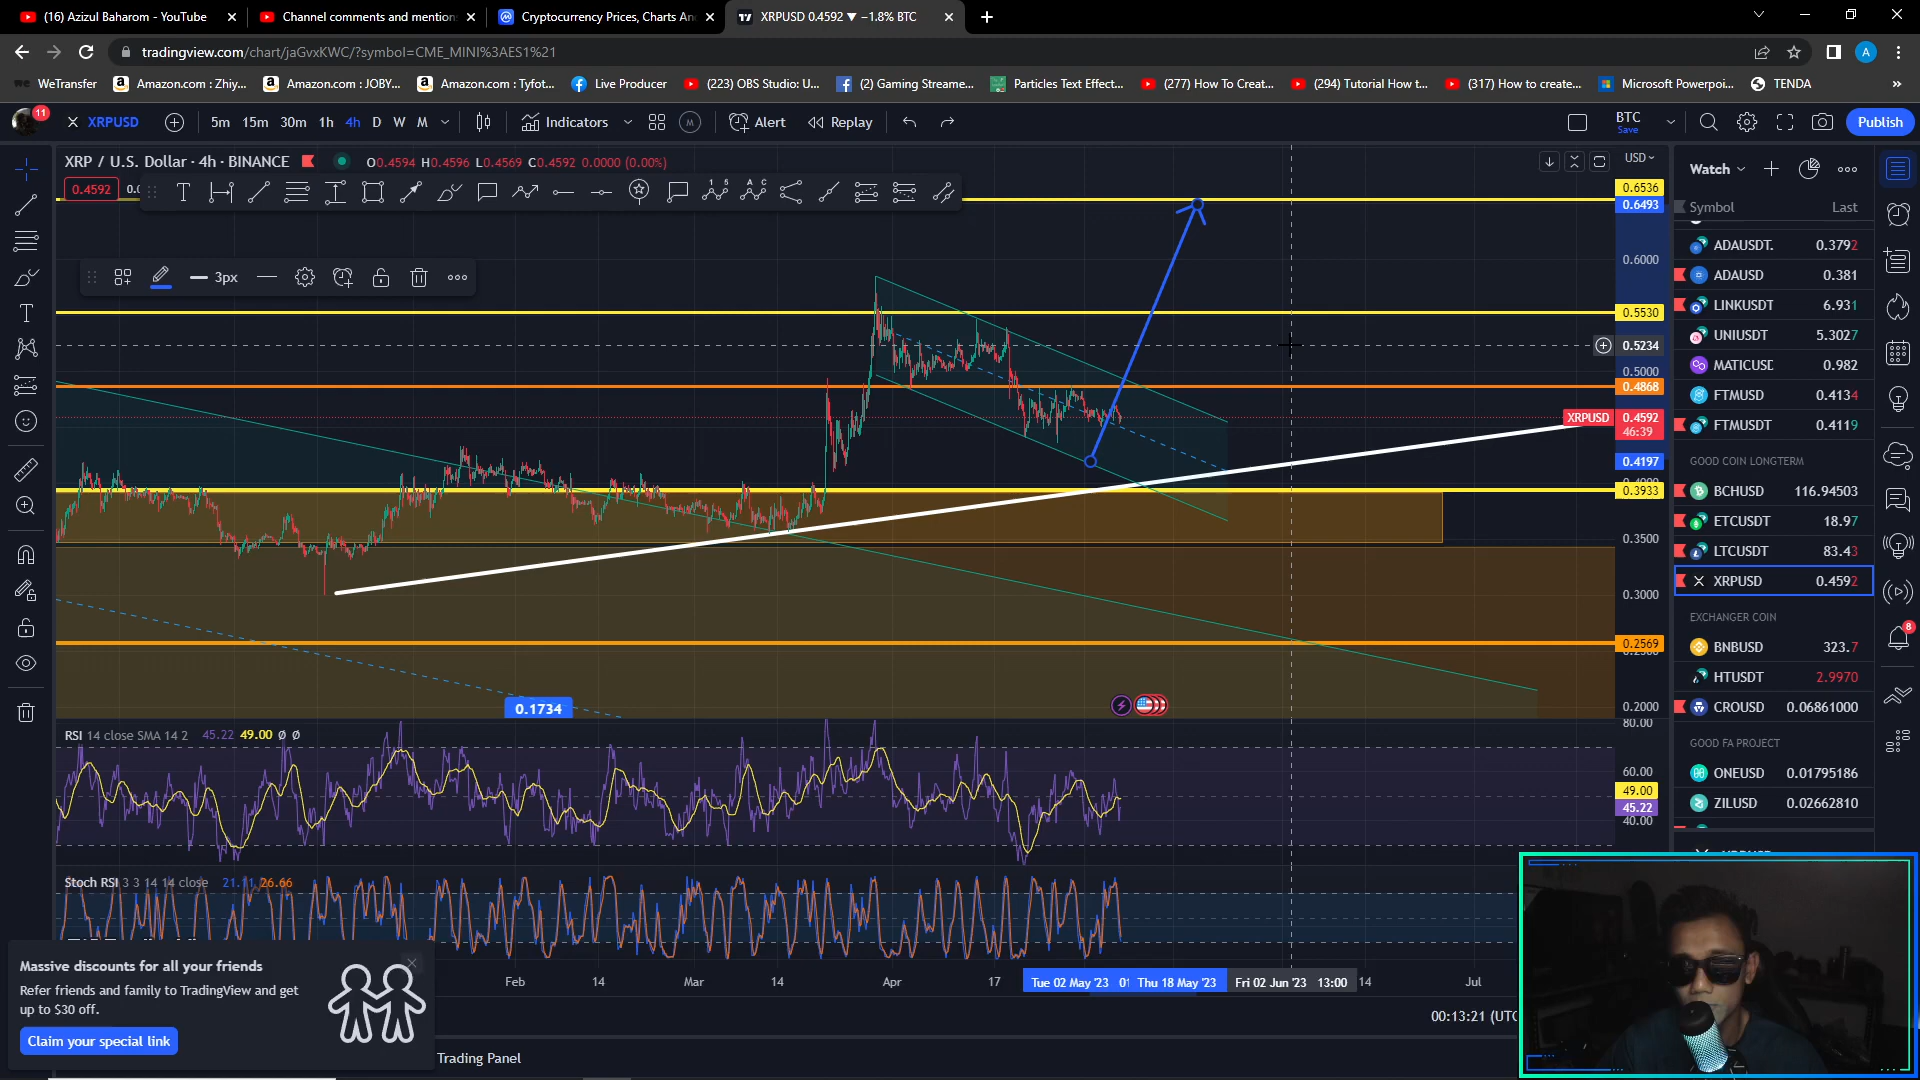 (16) Azizul Baharom - YouTube
Channel comments and mention
Cryptocurrency Prices, Charts An
XRPUSD 0.4592 ▼ −1.8% BTC
tradingview.com/chart/jaGvxKWC/?symbol=CME_MINI%3AES1%21
A
WeTransfer
Amazon.com : Zhiy...
Amazon.com : JOBY...
Amazon.com : Tyfot...
Live Producer
(223) OBS Studio: U...
(2) Gaming Streame...
Particles Text Effect...
(277) How To Creat...
(294) Tutorial How t...
(317) How to create...
Microsoft Powerpoi...
TENDA
11
XRPUSD
5m 15m 30m 1h 4h D W M
Indicators
Alert
Replay
BTC
Save
Publish
XRP / U.S. Dollar · 4h · BINANCE
O0.4594 H0.4596 L0.4569 C0.4592 0.0000 (0.00%)
0.4592
3px
USD
0.6536
0.6493
0.6000
0.5530
0.5234
0.5000
0.4868
XRPUSD
0.4592
46:39
0.4197
0.3933
0.3500
0.3000
0.2569
0.2000
0.1734
RSI 14 close SMA 14 2 45.22 49.00 Ø Ø
80.00
60.00
49.00
45.22
40.00
Stoch RSI 3 3 14 14 close 21.11 26.66
Feb
14
Mar
14
Apr
17
Tue 02 May '23
Thu 18 May '23
Fri 02 Jun '23 13:00
14
Jul
00:13:21 (UTC
Trading Panel
Massive discounts for all your friends
Refer friends and family to TradingView and get
up to $30 off.
Claim your special link
Watch
Symbol Last
ADAUSDT. 0.3792
ADAUSD 0.381
LINKUSDT 6.931
UNIUSDT 5.3027
MATICUSD 0.982
FTMUSD 0.4134
FTMUSDT 0.4119
GOOD COIN LONGTERM
BCHUSD 116.94503
ETCUSDT 18.97
LTCUSDT 83.43
XRPUSD 0.4592
EXCHANGER COIN
BNBUSD 323.7
HTUSDT 2.9970
CROUSD 0.06861000
GOOD FA PROJECT
ONEUSD 0.01795186
ZILUSD 0.02662810
8